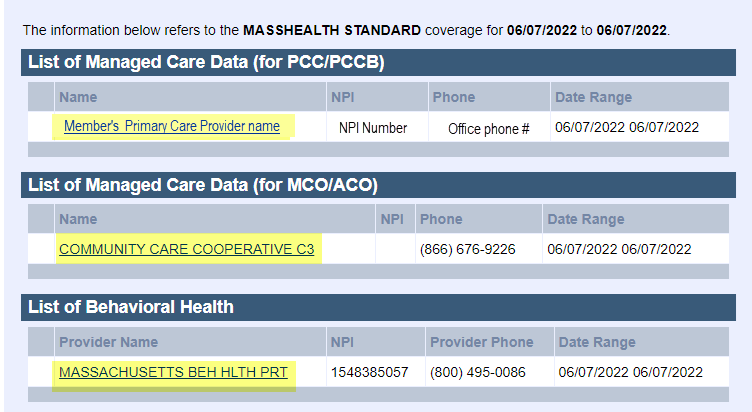 The information below refers to the MASSHEALTH STANDARD coverage for 06/07/2022 to 06/07/2022.
List of Managed Care Data (for PCC/PCCB)
Name NPI Phone Date Range
Member's Primary Care Provider name NPI Number Office phone # 06/07/2022 06/07/2022
List of Managed Care Data (for MCO/ACO)
Name NPI Phone Date Range
COMMUNITY CARE COOPERATIVE C3 (866) 676-9226 06/07/2022 06/07/2022
List of Behavioral Health
Provider Name NPI Provider Phone Date Range
MASSACHUSETTS BEH HLTH PRT 1548385057 (800) 495-0086 06/07/2022 06/07/2022